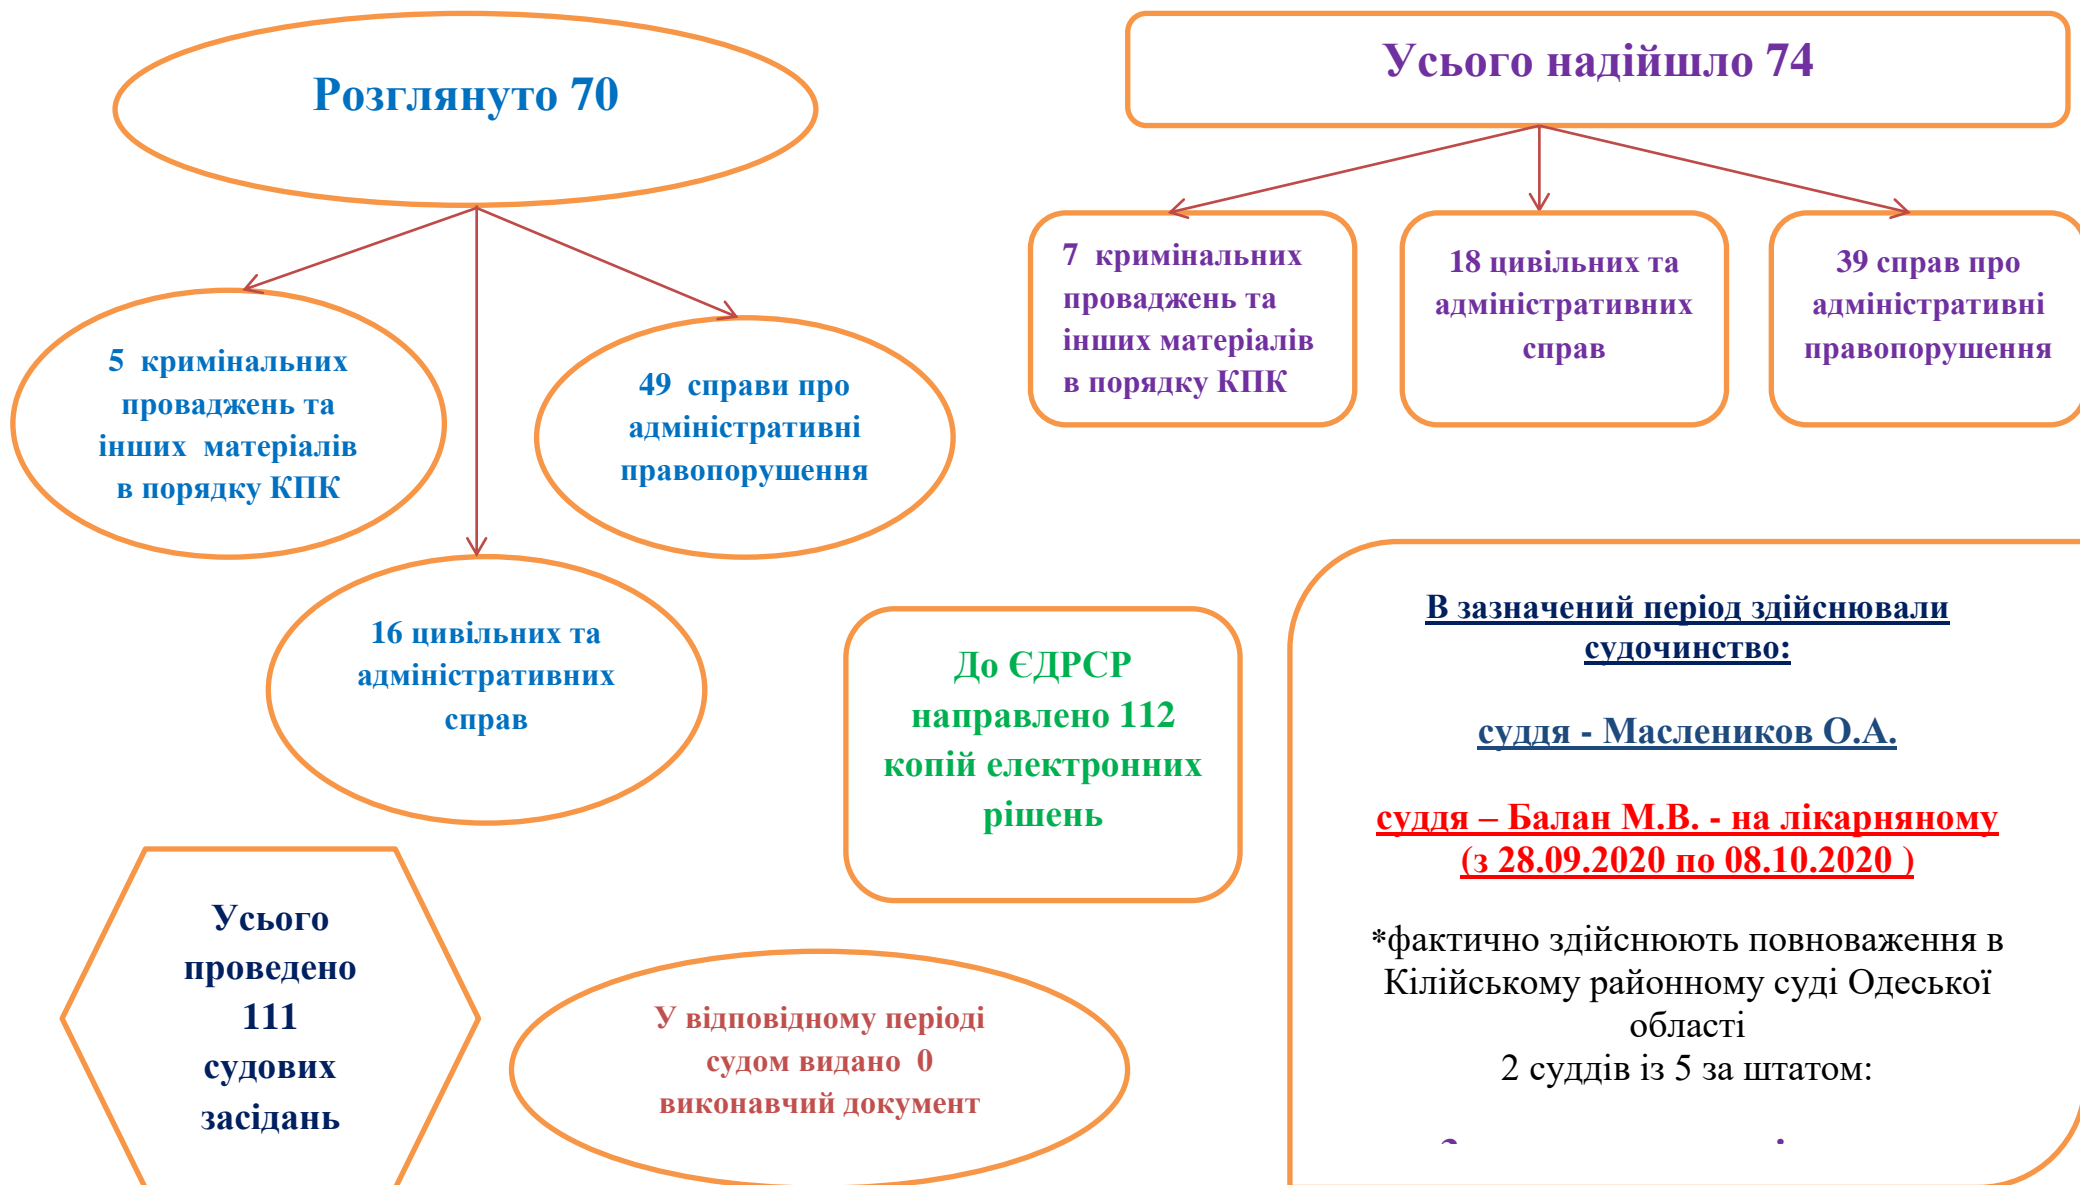 Розглянуто 70
Усього надійшло 74
7 кримінальних
проваджень та
інших матеріалів
в порядку КПК
18 цивільних та
адміністративних
справ
39 справ про
адміністративні
правопорушення
5 кримінальних
проваджень та
інших матеріалів
в порядку КПК
49 справи про
адміністративні
правопорушення
16 цивільних та
адміністративних
справ
До ЄДРСР
направлено 112
копій електронних
рішень
В зазначений період здійснювали
судочинство:
суддя - Маслеников О.А.
суддя – Балан М.В. - на лікарняному
(з 28.09.2020 по 08.10.2020 )
*фактично здійснюють повноваження в
Кілійському районному суді Одеської
області
2 суддів із 5 за штатом:
Усього
проведено
111
судових
засідань
У відповідному періоді
судом видано 0
виконавчий документ